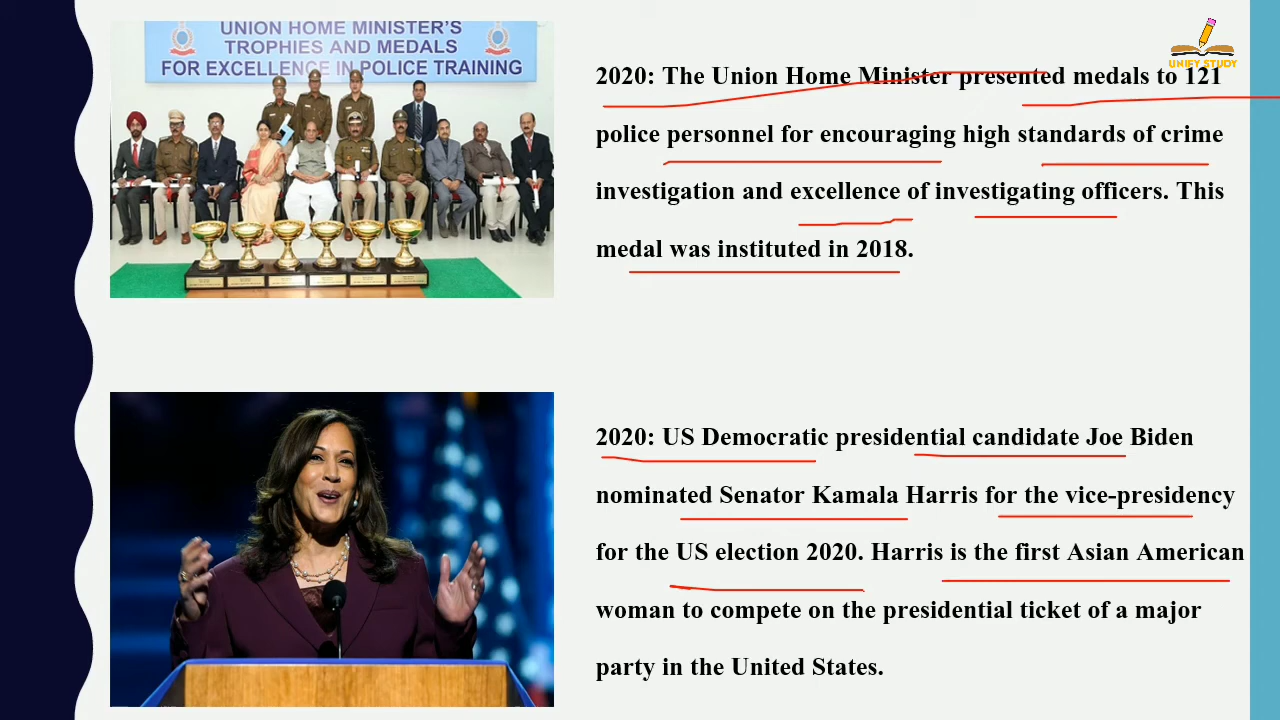 UNION HOME MINISTER'S
TROPHIES AND MEDALS
FOR EXCELLENCE IN POLICE TRAINING
UNIFY STUDY
2020: The Union Home Minister presented medals to 121
police personnel for encouraging high standards of crime
investigation and excellence of investigating officers. This
medal was instituted in 2018.
2020: US Democratic presidential candidate Joe Biden
nominated Senator Kamala Harris for the vice-presidency
for the US election 2020. Harris is the first Asian American
woman to compete on the presidential ticket of a major
party in the United States.